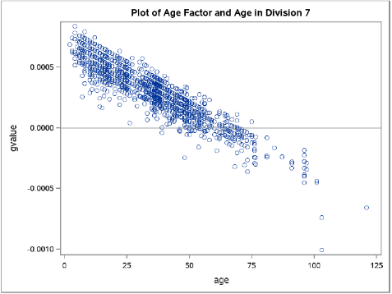 Plot of Age Factor and Age in Division 7
gvalue
0.0005
0.0000
-0.0005
-0.0010
0 25 50 75 100 125
age